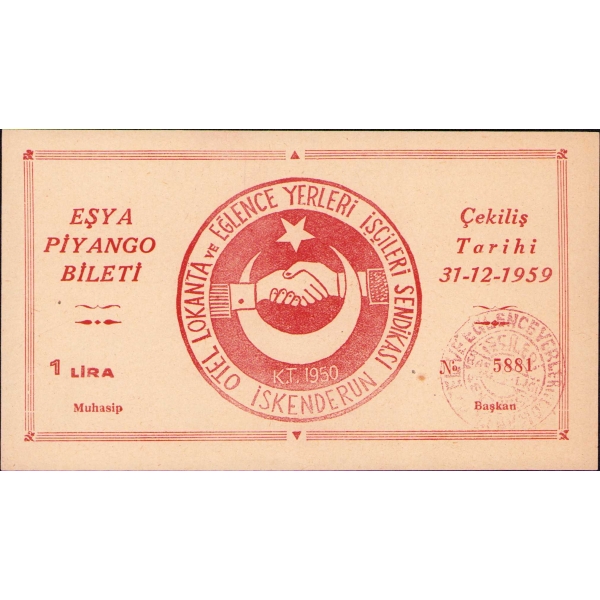 EŞYA
PİYANGO
BİLETİ
1 LİRA
Muhasip
OTEL LOKANTA ve EĞLENCE YERLERİ İŞÇİLERİ SENDİKASI
K.T. 1950
İSKENDERUN
Çekiliş
Tarihi
31-12-1959
No 5881
Başkan